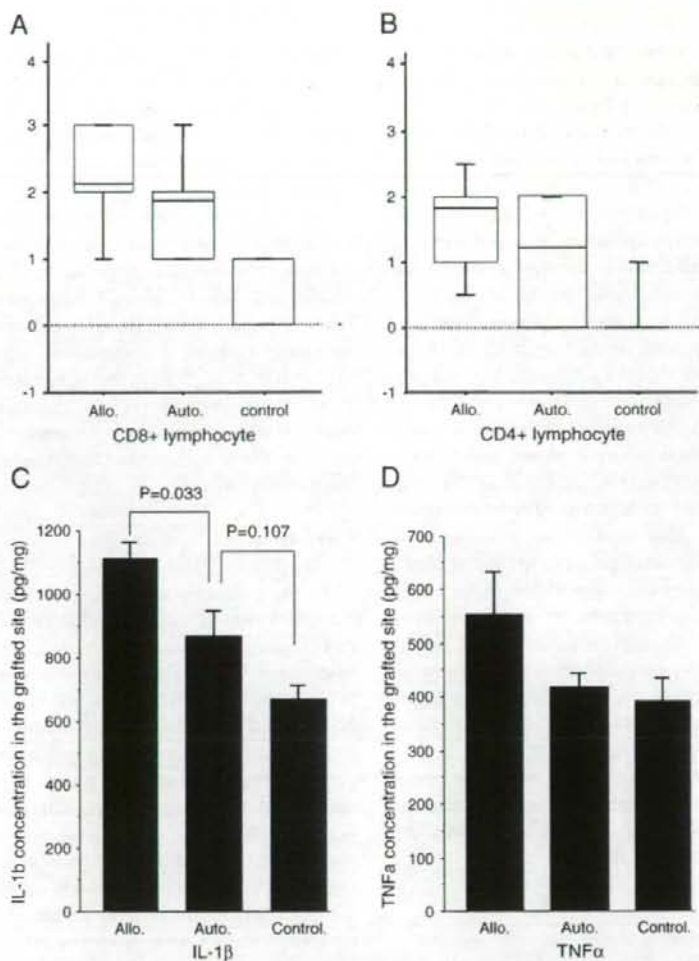 A
4
3
2
1
0
-1
Allo.
Auto.
control
CD8+ lymphocyte
B
4
3
2
1
0
-1
Allo.
Auto.
control
CD4+ lymphocyte
C
P=0.033
P=0.107
IL-1b concentration in the grafted site (pg/mg)
1200
1000
800
600
400
200
0
Allo.
Auto.
Control.
IL-1β
D
TNFa concentration in the grafted site (pg/mg)
700
600
500
400
300
200
100
0
Allo.
Auto.
Control.
TNFα